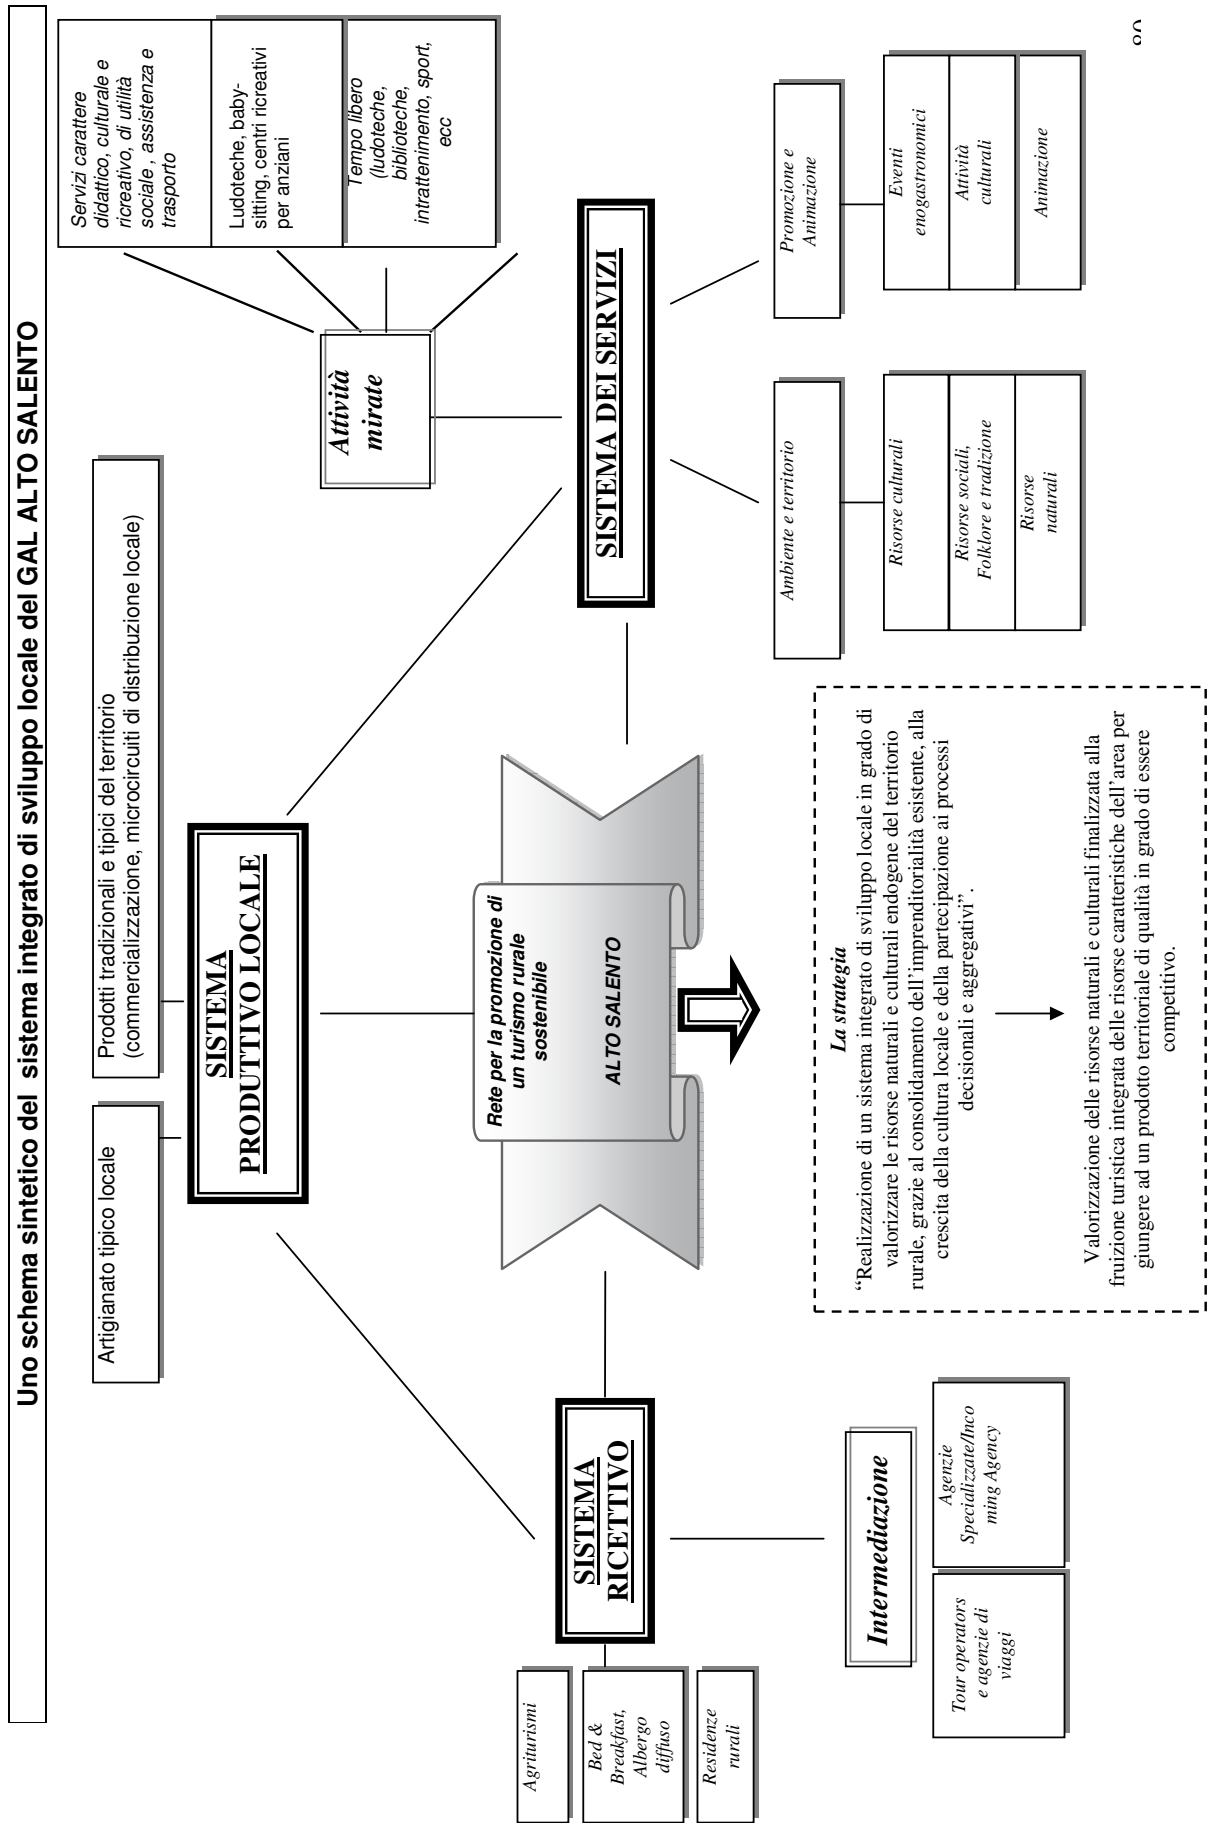 Uno schema sintetico del sistema integrato di sviluppo locale del GAL ALTO SALENTO
Artigianato tipico locale
Prodotti tradizionali e tipici del territorio
(commercializzazione, microcircuiti di distribuzione locale)
Servizi carattere
didattico, culturale e
ricreativo, di utilità
sociale , assistenza e
trasporto
Ludoteche, baby-
sitting, centri ricreativi
per anziani
Tempo libero
(ludoteche,
biblioteche,
intrattenimento, sport,
ecc
SISTEMA
PRODUTTIVO LOCALE
Attività
mirate
Rete per la promozione di
un turismo rurale
sostenibile
ALTO SALENTO
SISTEMA
RICETTIVO
SISTEMA DEI SERVIZI
Agriturismi
Bed &
Breakfast,
Albergo
diffuso
Residenze
rurali
Intermediazione
Tour operators
e agenzie di
viaggi
Agenzie
Specializzate/Inco
ming Agency
La strategia
“Realizzazione di un sistema integrato di sviluppo locale in grado di
valorizzare le risorse naturali e culturali endogene del territorio
rurale, grazie al consolidamento dell’imprenditorialità esistente, alla
crescita della cultura locale e della partecipazione ai processi
decisionali e aggregativi”.
Valorizzazione delle risorse naturali e culturali finalizzata alla
fruizione turistica integrata delle risorse caratteristiche dell’area per
giungere ad un prodotto territoriale di qualità in grado di essere
competitivo.
Ambiente e territorio
Risorse culturali
Risorse sociali,
Folklore e tradizione
Risorse
naturali
Promozione e
Animazione
Eventi
enogastronomici
Attività
culturali
Animazione